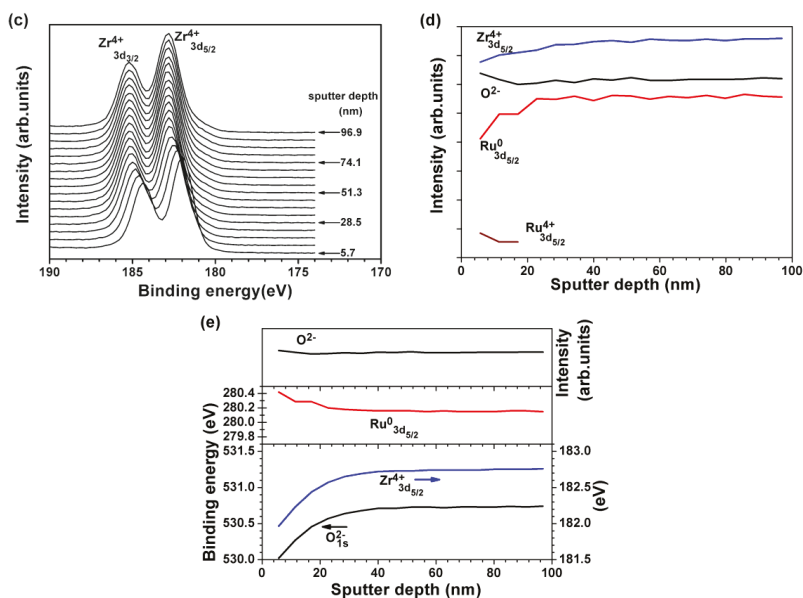 (c)
Zr4+
3d3/2
Zr4+
3d5/2
sputter depth
(nm)
96.9
74.1
51.3
28.5
5.7
Intensity (arb.units)
190 185 180 175 170
Binding energy(eV)
(d)
Zr4+
3d5/2
O2-
Ru0
3d5/2
Ru4+
3d5/2
Intensity (arb.units)
0 20 40 60 80 100
Sputter depth (nm)
(e)
O2-
Intensity
(arb.units)
280.4
280.2
280.0
279.8
Ru0 3d5/2
Binding energy (eV)
531.5
531.1
530.5
530.0
Zr4+
3d5/2
O2-
1s
183.0
182.5
182.0
181.5
(eV)
0 20 40 60 80 100
Sputter depth (nm)